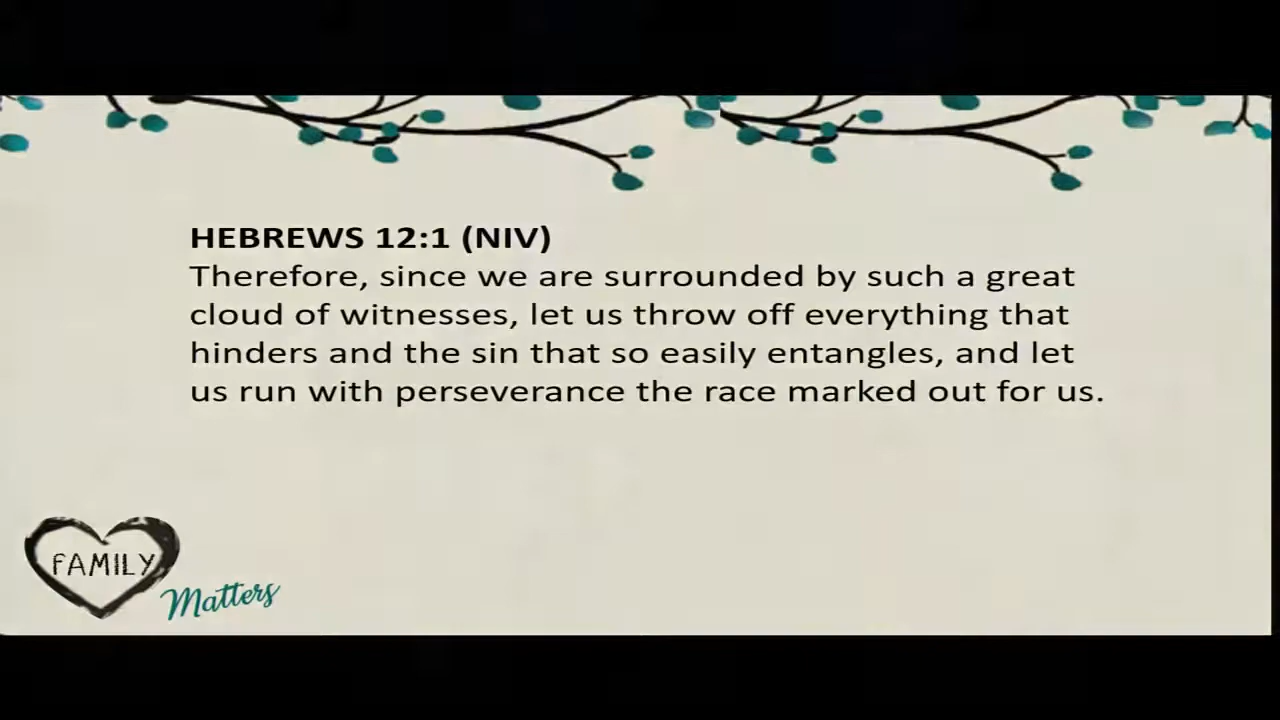 HEBREWS 12:1 (NIV)
Therefore, since we are surrounded by such a great
cloud of witnesses, let us throw off everything that
hinders and the sin that so easily entangles, and let
us run with perseverance the race marked out for us.
FAMILY
Matters